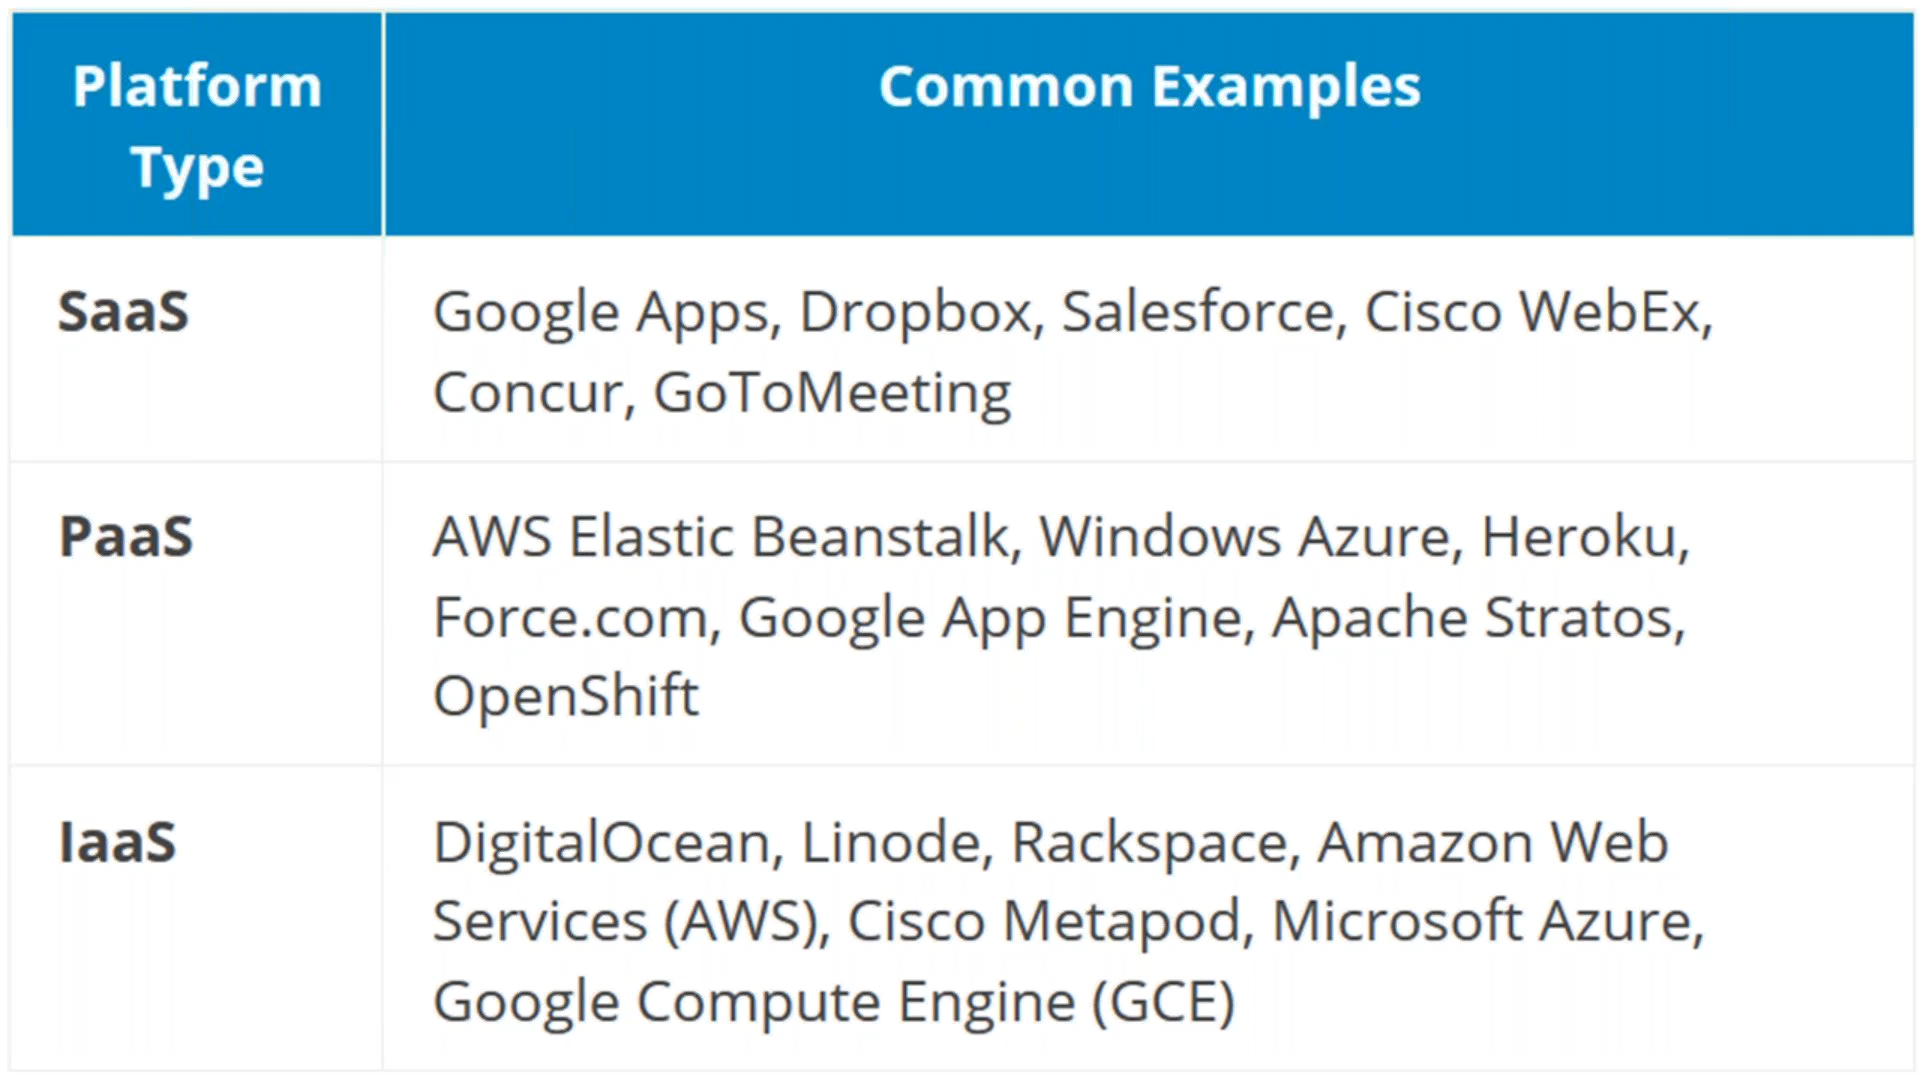 Platform
Type
Common Examples
SaaS
Google Apps, Dropbox, Salesforce, Cisco WebEx,
Concur, GoToMeeting
PaaS
AWS Elastic Beanstalk, Windows Azure, Heroku,
Force.com, Google App Engine, Apache Stratos,
OpenShift
IaaS
DigitalOcean, Linode, Rackspace, Amazon Web
Services (AWS), Cisco Metapod, Microsoft Azure,
Google Compute Engine (GCE)